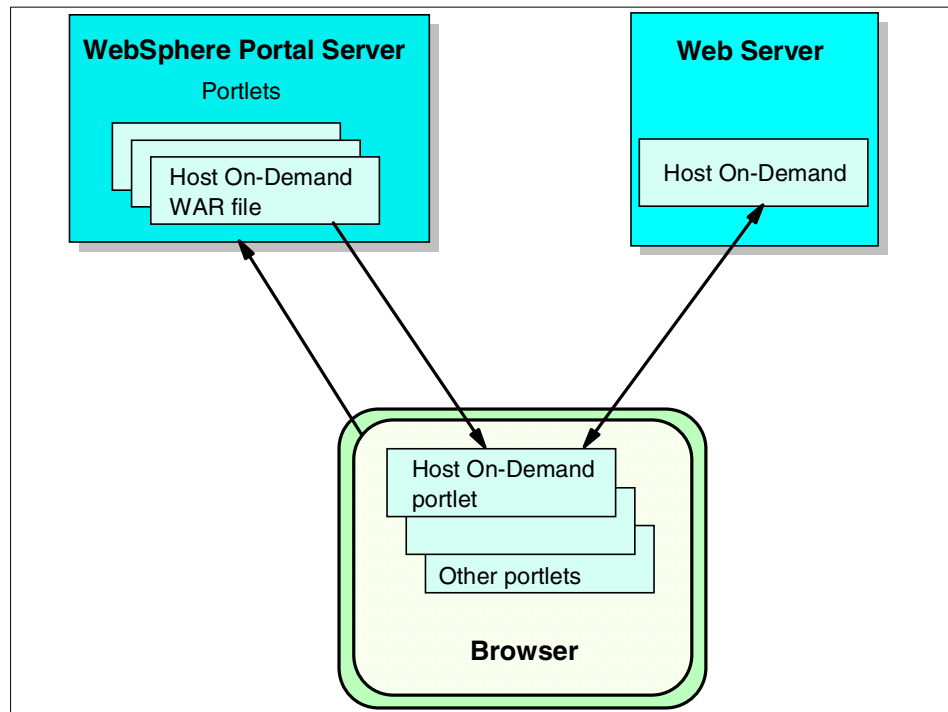 WebSphere Portal Server
Portlets
Host On-Demand
WAR file
Web Server
Host On-Demand
Host On-Demand
portlet
Other portlets
Browser